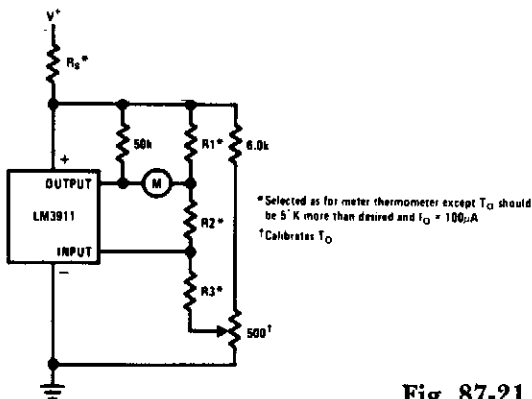 V+
Rs*
50k
R1*
6.0k
+
OUTPUT
M
LM3911
R2*
INPUT
−
R3*
500†
*Selected as for meter thermometer except TO should
be 5°K more than desired and IO = 100μA
†Calibrates TO
Fig. 87-21